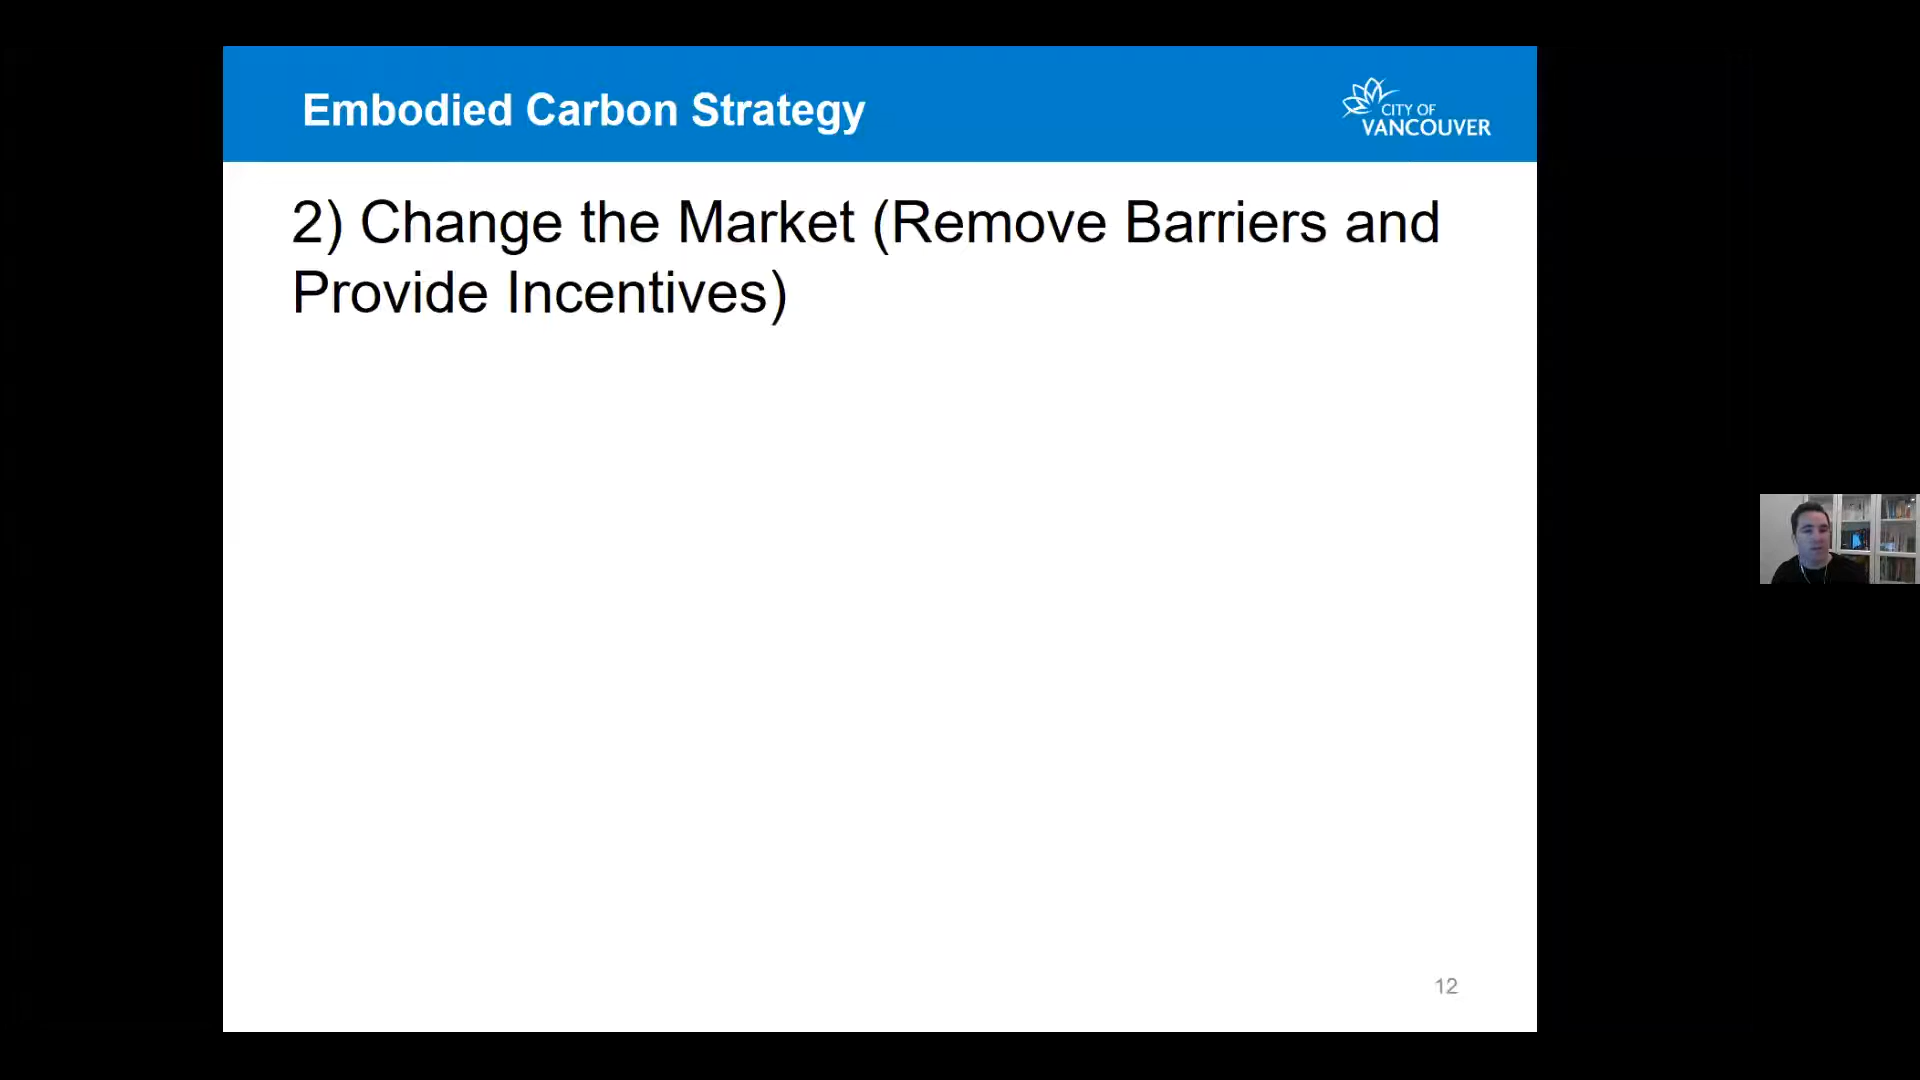 Embodied Carbon Strategy
CITY OF
VANCOUVER
2) Change the Market (Remove Barriers and
Provide Incentives)
12